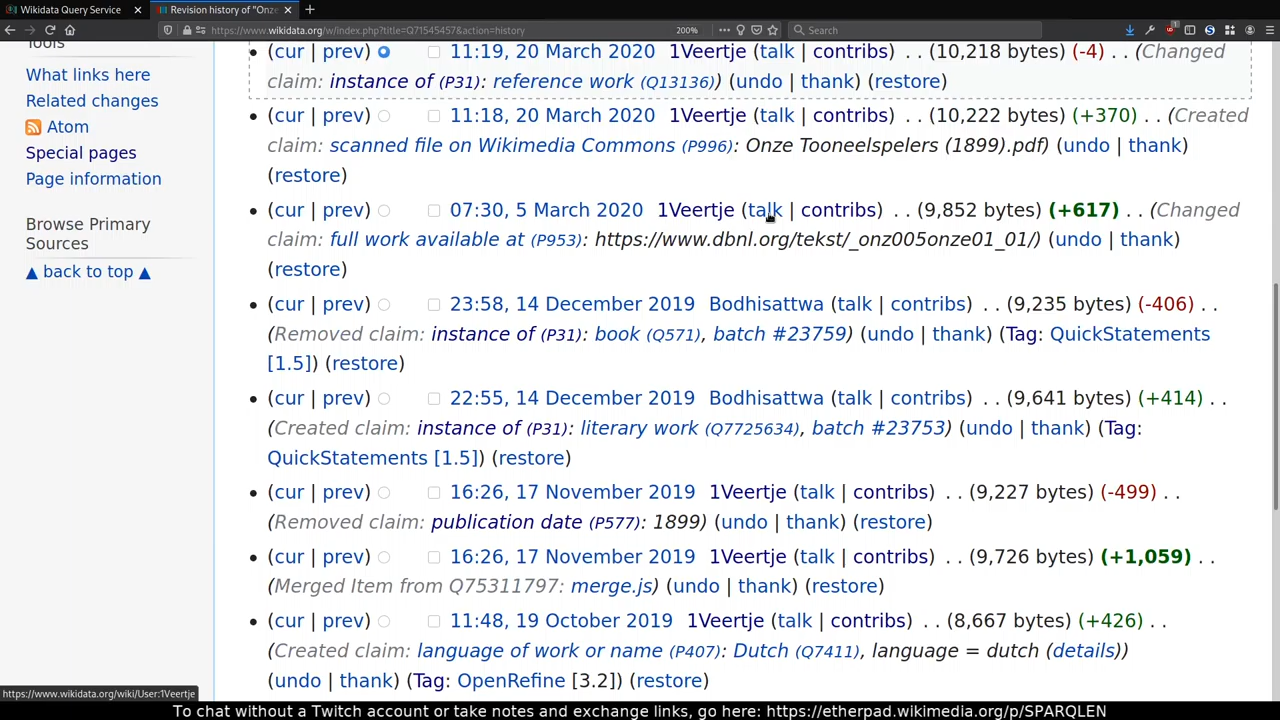 Wikidata Query Service
Revision history of "Onze
https://www.wikidata.org/w/index.php?title=Q71545457&action=history
200%
Search
Tools
What links here
Related changes
Atom
Special pages
Page information
Browse Primary
Sources
▲ back to top ▲
• (cur | prev) 11:19, 20 March 2020 1Veertje (talk | contribs) . . (10,218 bytes) (-4) . . (Changed
claim: instance of (P31): reference work (Q13136)) (undo | thank) (restore)
• (cur | prev) 11:18, 20 March 2020 1Veertje (talk | contribs) . . (10,222 bytes) (+370) . . (Created
claim: scanned file on Wikimedia Commons (P996): Onze Tooneelspelers (1899).pdf) (undo | thank)
(restore)
• (cur | prev) 07:30, 5 March 2020 1Veertje (talk | contribs) . . (9,852 bytes) (+617) . . (Changed
claim: full work available at (P953): https://www.dbnl.org/tekst/_onz005onze01_01/) (undo | thank)
(restore)
• (cur | prev) 23:58, 14 December 2019 Bodhisattwa (talk | contribs) . . (9,235 bytes) (-406) . .
(Removed claim: instance of (P31): book (Q571), batch #23759) (undo | thank) (Tag: QuickStatements
[1.5]) (restore)
• (cur | prev) 22:55, 14 December 2019 Bodhisattwa (talk | contribs) . . (9,641 bytes) (+414) . .
(Created claim: instance of (P31): literary work (Q7725634), batch #23753) (undo | thank) (Tag:
QuickStatements [1.5]) (restore)
• (cur | prev) 16:26, 17 November 2019 1Veertje (talk | contribs) . . (9,227 bytes) (-499) . .
(Removed claim: publication date (P577): 1899) (undo | thank) (restore)
• (cur | prev) 16:26, 17 November 2019 1Veertje (talk | contribs) . . (9,726 bytes) (+1,059) . .
(Merged Item from Q75311797: merge.js) (undo | thank) (restore)
• (cur | prev) 11:48, 19 October 2019 1Veertje (talk | contribs) . . (8,667 bytes) (+426) . .
(Created claim: language of work or name (P407): Dutch (Q7411), language = dutch (details))
(undo | thank) (Tag: OpenRefine [3.2]) (restore)
https://www.wikidata.org/wiki/User:1Veertje
To chat without a Twitch account or take notes and exchange links, go here: https://etherpad.wikimedia.org/p/SPARQLEN